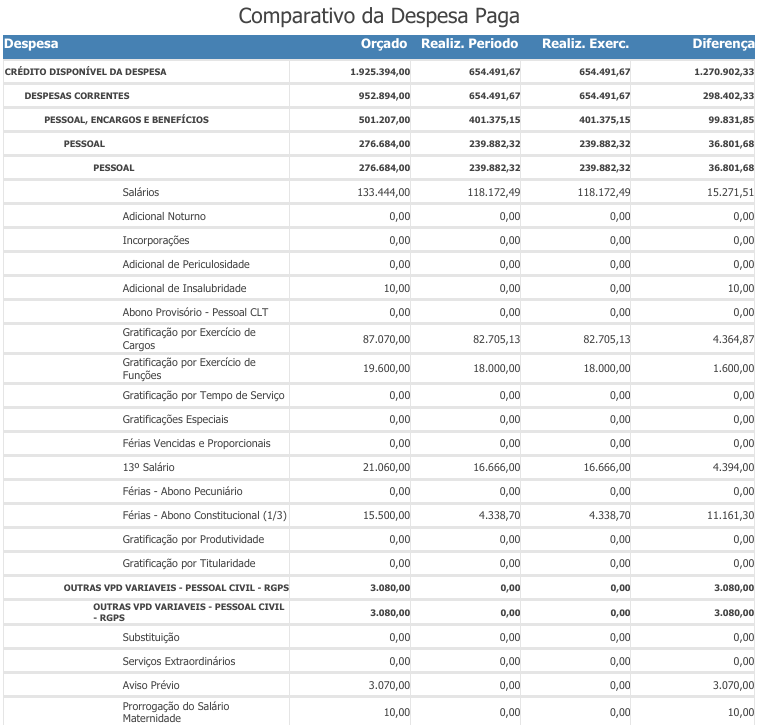 Comparativo da Despesa Paga
Despesa Orçado Realiz. Periodo Realiz. Exerc. Diferença
CRÉDITO DISPONÍVEL DA DESPESA 1.925.394,00 654.491,67 654.491,67 1.270.902,33
DESPESAS CORRENTES 952.894,00 654.491,67 654.491,67 298.402,33
PESSOAL, ENCARGOS E BENEFÍCIOS 501.207,00 401.375,15 401.375,15 99.831,85
PESSOAL 276.684,00 239.882,32 239.882,32 36.801,68
PESSOAL 276.684,00 239.882,32 239.882,32 36.801,68
Salários 133.444,00 118.172,49 118.172,49 15.271,51
Adicional Noturno 0,00 0,00 0,00 0,00
Incorporações 0,00 0,00 0,00 0,00
Adicional de Periculosidade 0,00 0,00 0,00 0,00
Adicional de Insalubridade 10,00 0,00 0,00 10,00
Abono Provisório - Pessoal CLT 0,00 0,00 0,00 0,00
Gratificação por Exercício de
Cargos 87.070,00 82.705,13 82.705,13 4.364,87
Gratificação por Exercício de
Funções 19.600,00 18.000,00 18.000,00 1.600,00
Gratificação por Tempo de Serviço 0,00 0,00 0,00 0,00
Gratificações Especiais 0,00 0,00 0,00 0,00
Férias Vencidas e Proporcionais 0,00 0,00 0,00 0,00
13º Salário 21.060,00 16.666,00 16.666,00 4.394,00
Férias - Abono Pecuniário 0,00 0,00 0,00 0,00
Férias - Abono Constitucional (1/3) 15.500,00 4.338,70 4.338,70 11.161,30
Gratificação por Produtividade 0,00 0,00 0,00 0,00
Gratificação por Titularidade 0,00 0,00 0,00 0,00
OUTRAS VPD VARIAVEIS - PESSOAL CIVIL - RGPS 3.080,00 0,00 0,00 3.080,00
OUTRAS VPD VARIAVEIS - PESSOAL CIVIL
- RGPS 3.080,00 0,00 0,00 3.080,00
Substituição 0,00 0,00 0,00 0,00
Serviços Extraordinários 0,00 0,00 0,00 0,00
Aviso Prévio 3.070,00 0,00 0,00 3.070,00
Prorrogação do Salário
Maternidade 10,00 0,00 0,00 10,00